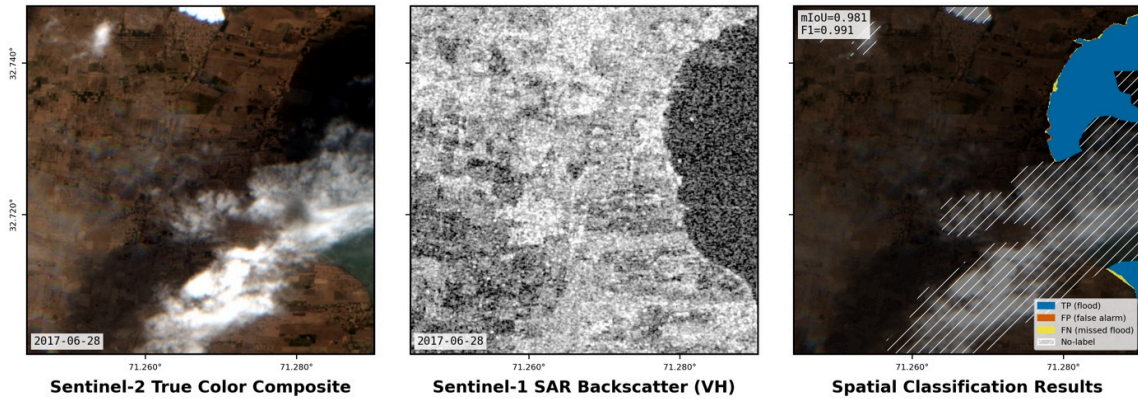 mIoU=0.981
F1=0.991
32.740°
32.720°
2017-06-28
2017-06-28
TP (flood)
FP (false alarm)
FN (missed flood)
No-label
71.260° 71.280° 71.260° 71.280° 71.260° 71.280°
Sentinel-2 True Color Composite
Sentinel-1 SAR Backscatter (VH)
Spatial Classification Results